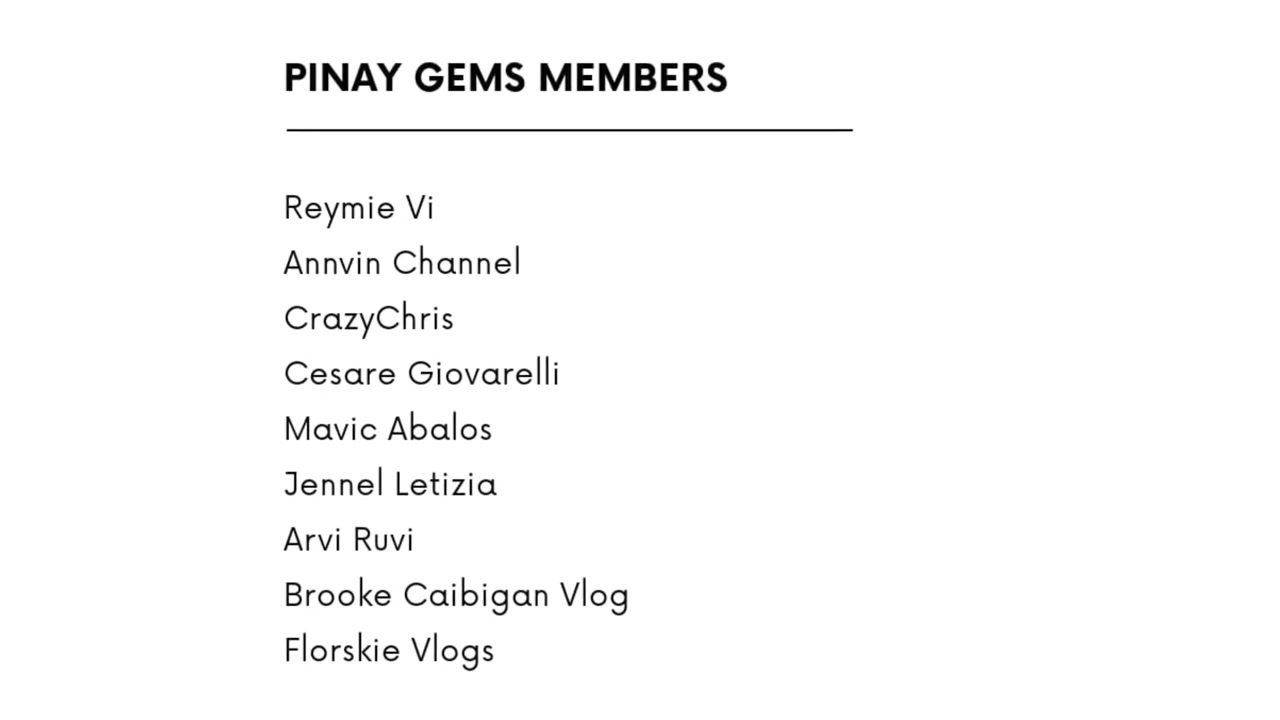 PINAY GEMS MEMBERS
Reymie Vi
Annvin Channel
CrazyChris
Cesare Giovarelli
Mavic Abalos
Jennel Letizia
Arvi Ruvi
Brooke Caibigan Vlog
Florskie Vlogs